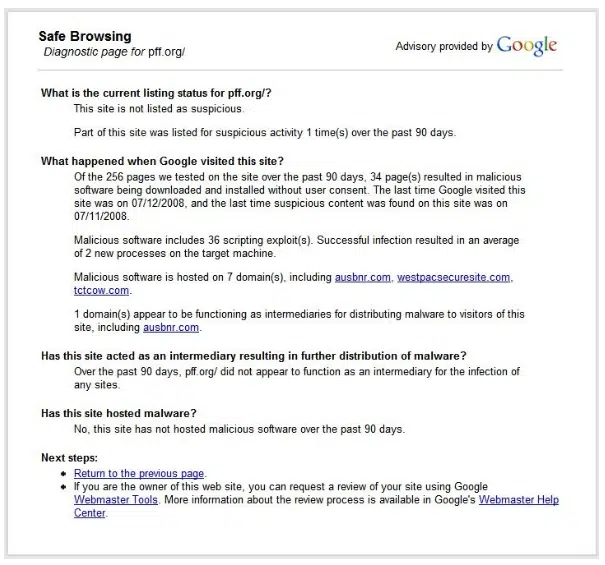 Safe Browsing
Diagnostic page for pff.org/
Advisory provided by Google
What is the current listing status for pff.org/?
This site is not listed as suspicious.
Part of this site was listed for suspicious activity 1 time(s) over the past 90 days.
What happened when Google visited this site?
Of the 256 pages we tested on the site over the past 90 days, 34 page(s) resulted in malicious
software being downloaded and installed without user consent. The last time Google visited this
site was on 07/12/2008, and the last time suspicious content was found on this site was on
07/11/2008.
Malicious software includes 36 scripting exploit(s). Successful infection resulted in an average
of 2 new processes on the target machine.
Malicious software is hosted on 7 domain(s), including ausbnr.com, westpacsecuresite.com,
tctcow.com.
1 domain(s) appear to be functioning as intermediaries for distributing malware to visitors of this
site, including ausbnr.com.
Has this site acted as an intermediary resulting in further distribution of malware?
Over the past 90 days, pff.org/ did not appear to function as an intermediary for the infection of
any sites.
Has this site hosted malware?
No, this site has not hosted malicious software over the past 90 days.
Next steps:
• Return to the previous page.
• If you are the owner of this web site, you can request a review of your site using Google
Webmaster Tools. More information about the review process is available in Google's Webmaster Help
Center.